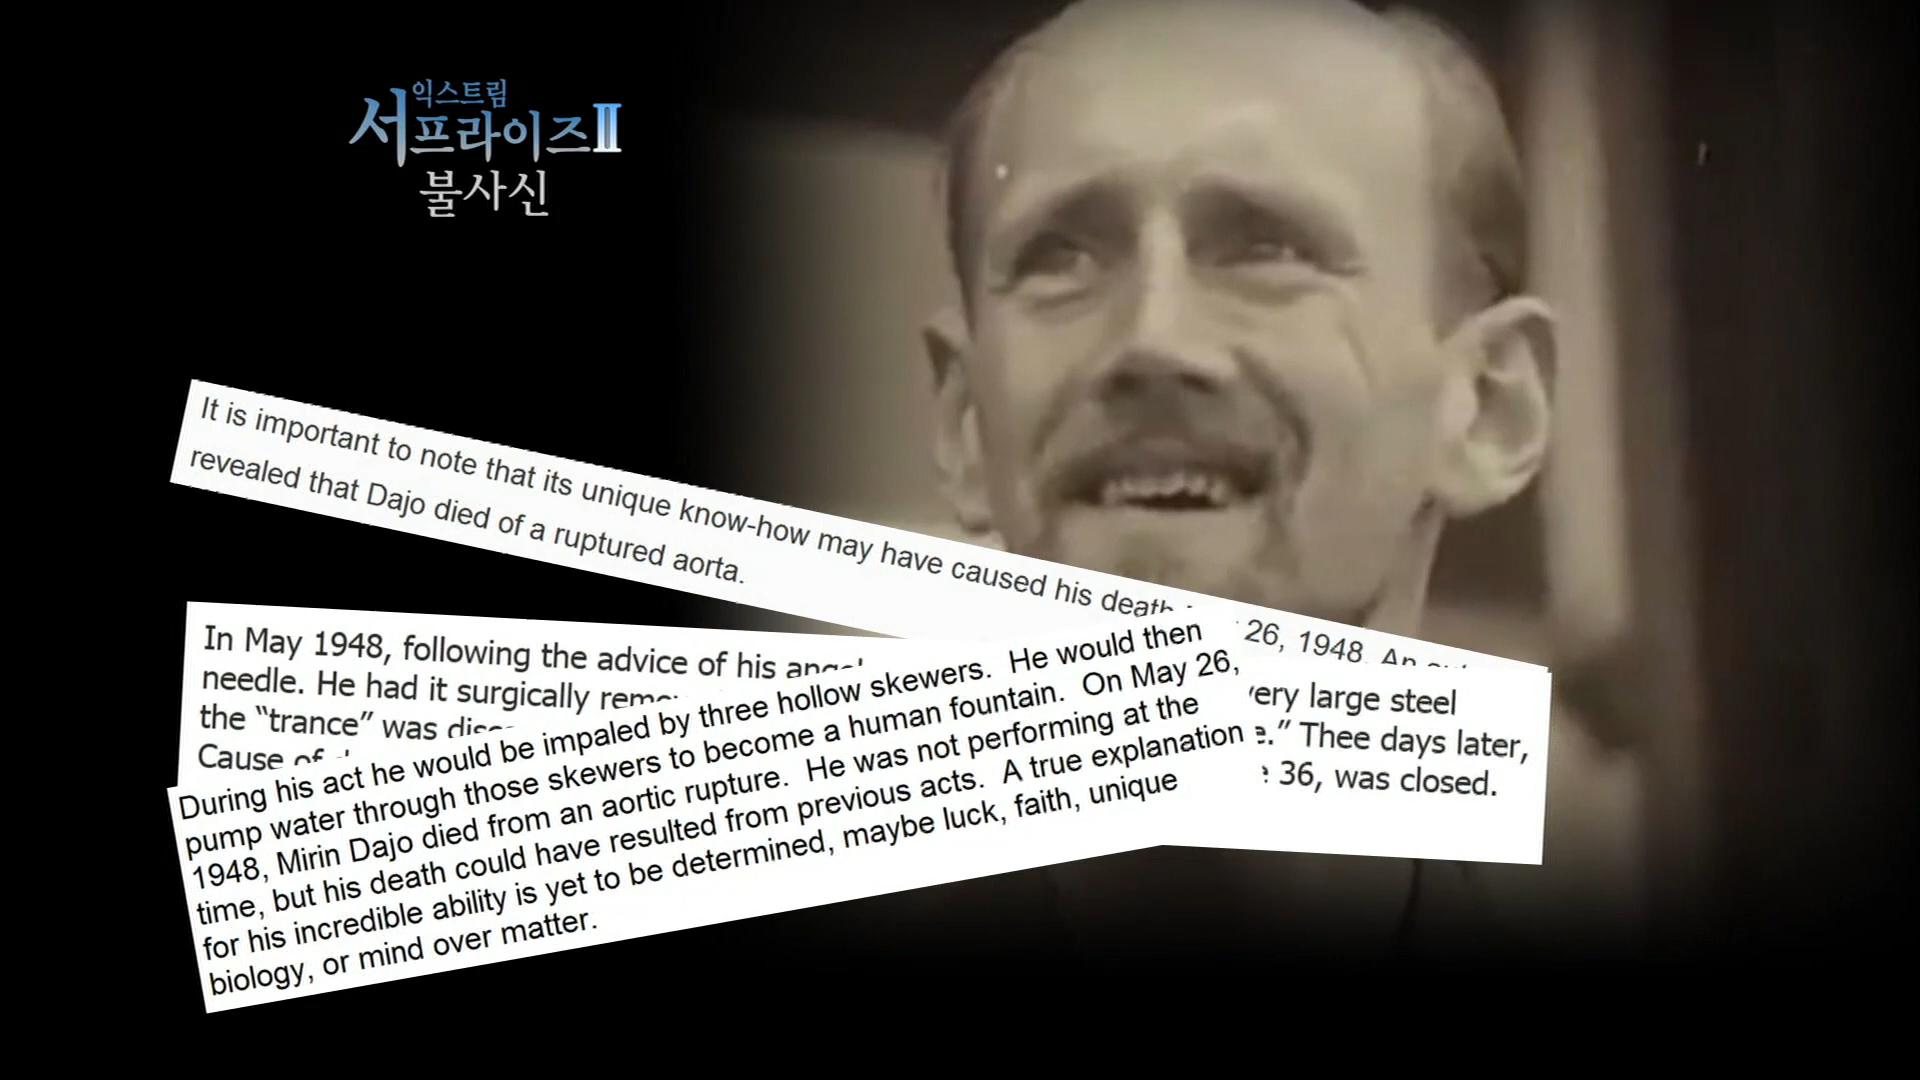 익스트림
서프라이즈Ⅱ
불사신
It is important to note that its unique know-how may have caused his death 26, 1948. An
revealed that Dajo died of a ruptured aorta.
In May 1948, following the advice of his
needle. He had it surgically
the “trance” was
Cause of
very large steel
Thee days later,
36, was closed.
During his act he would be impaled by three hollow skewers. He would then
pump water through those skewers to become a human fountain. On May 26,
1948, Mirin Dajo died from an aortic rupture. He was not performing at the
time, but his death could have resulted from previous acts. A true explanation
for his incredible ability is yet to be determined, maybe luck, faith, unique
biology, or mind over matter.